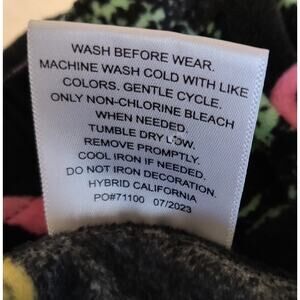 WASH BEFORE WEAR.
MACHINE WASH COLD WITH LIKE
COLORS. GENTLE CYCLE.
ONLY NON-CHLORINE BLEACH
WHEN NEEDED.
TUMBLE DRY LOW.
REMOVE PROMPTLY.
COOL IRON IF NEEDED.
DO NOT IRON DECORATION.
HYBRID CALIFORNIA
PO#71100 07/2023